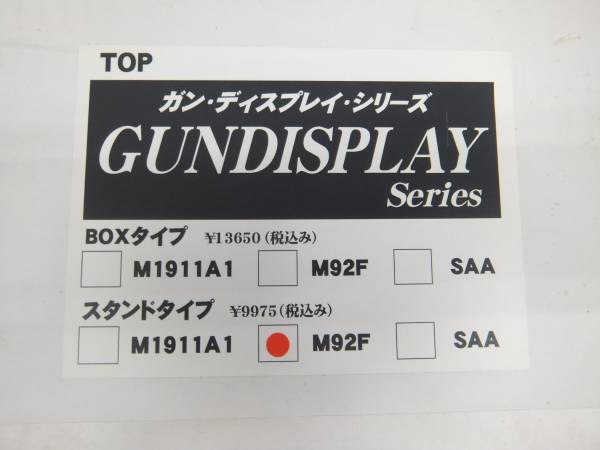 TOP
ガン・ディスプレイ・シリーズ
GUNDISPLAY
Series
BOXタイプ ¥13650(税込み)
M1911A1 M92F SAA
スタンドタイプ ¥9975(税込み)
M1911A1 M92F SAA